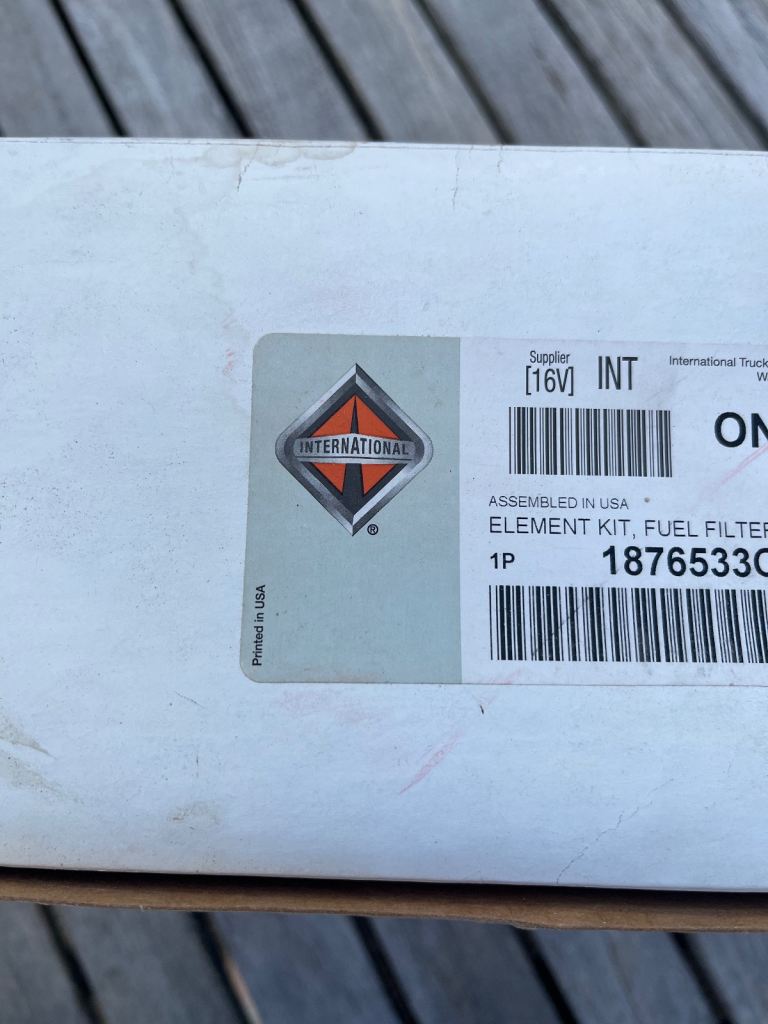 Supplier
[16V] INT
International Truck
W
ON
INTERNATIONAL
®
ASSEMBLED IN USA
ELEMENT KIT, FUEL FILTER
1P 1876533C
Printed in USA